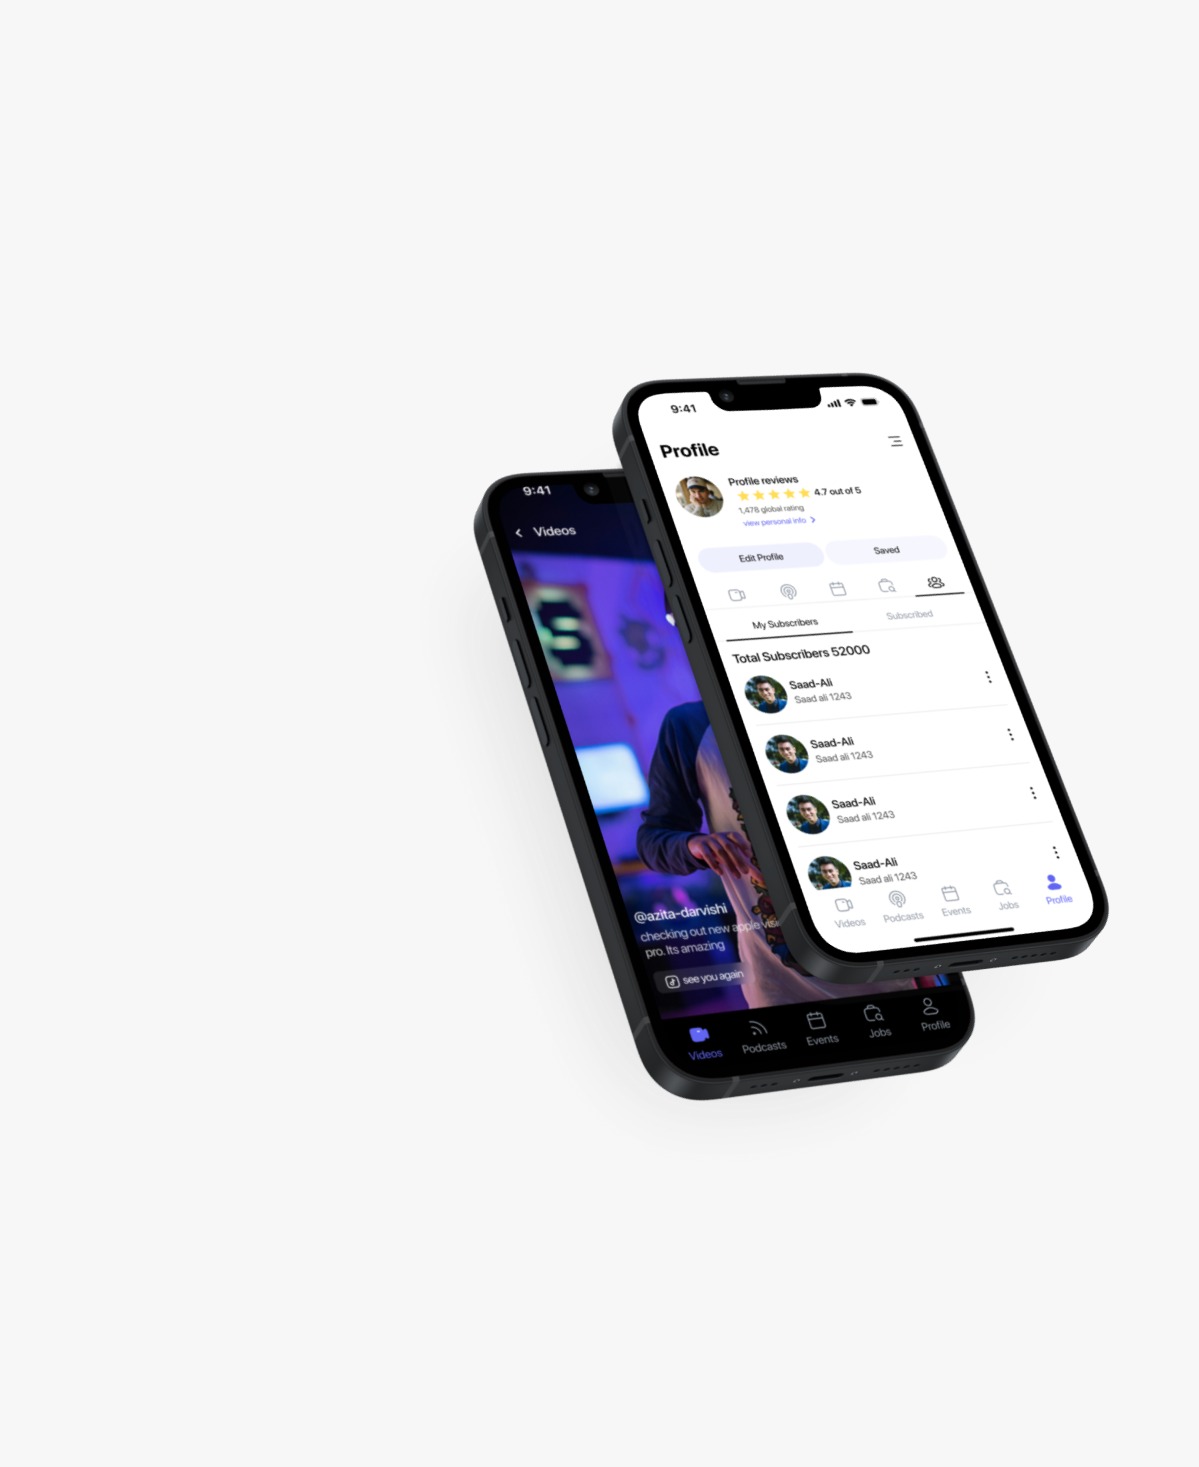 9:41
Profile
Profile reviews
4.7 out of 5
1,478 global rating
view personal info
Edit Profile
Saved
My Subscribers
Subscribed
Total Subscribers 52000
Saad-Ali
Saad ali 1243
Saad-Ali
Saad ali 1243
Saad-Ali
Saad ali 1243
Saad-Ali
Saad ali 1243
Videos
Podcasts
Events
Jobs
Profile
9:41
Videos
S
@azita-darvishi
checking out new apple visi
pro. Its amazing
see you again
Videos
Podcasts
Events
Jobs
Profile